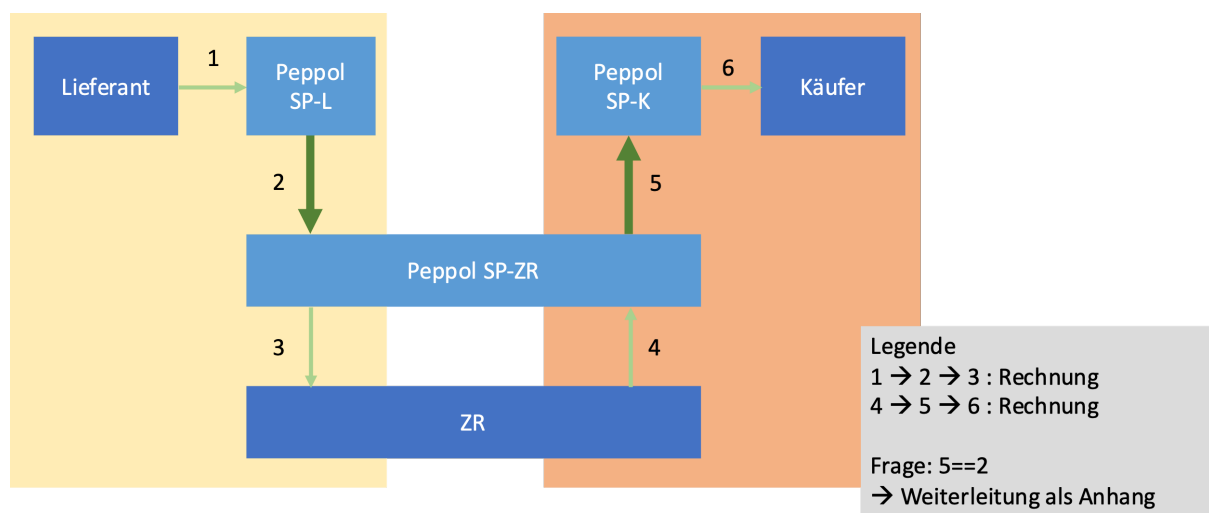 Lieferant
1
Peppol
SP-L
Peppol
SP-K
6
Käufer
2
5
Peppol SP-ZR
3
4
ZR
Legende
1 → 2 → 3 : Rechnung
4 → 5 → 6 : Rechnung
Frage: 5==2
→ Weiterleitung als Anhang